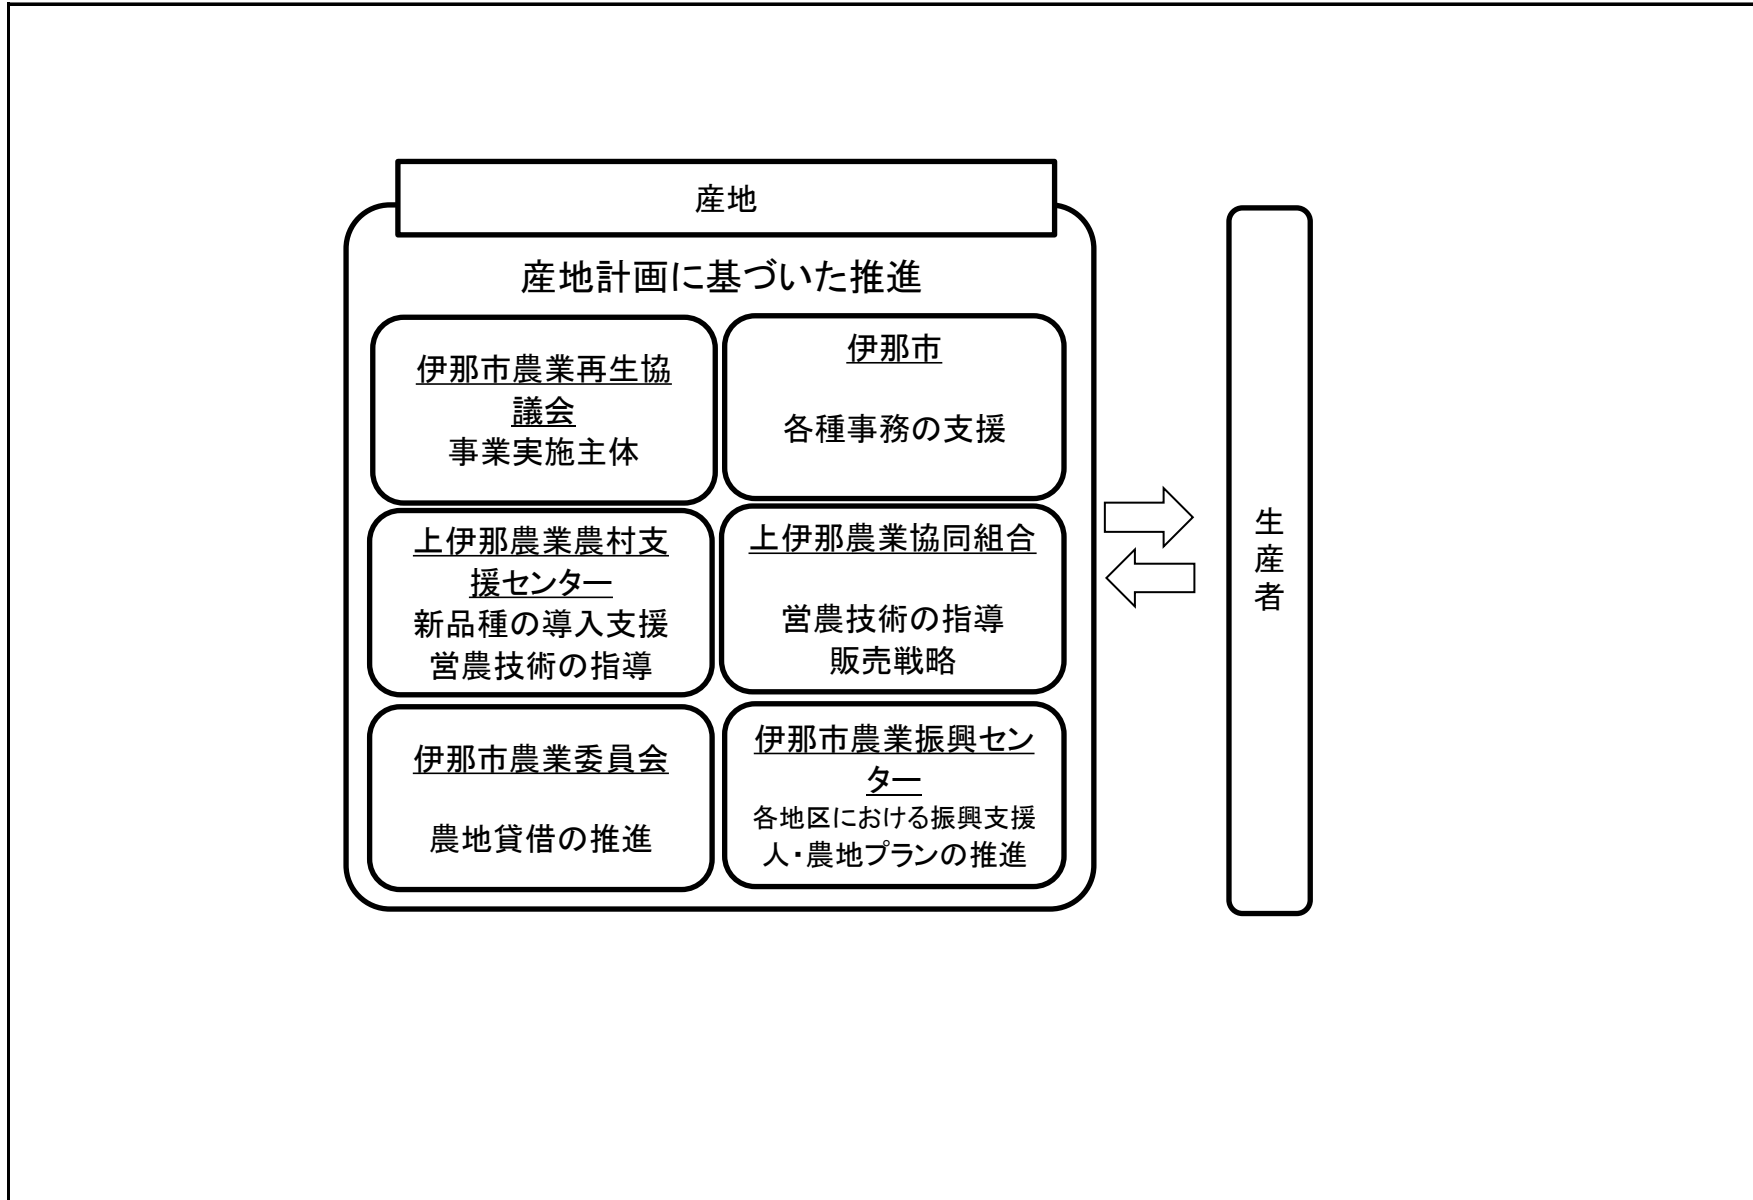 産地
産地計画に基づいた推進
伊那市農業再生協
議会
事業実施主体
伊那市
各種事務の支援
上伊那農業農村支
援センター
新品種の導入支援
営農技術の指導
上伊那農業協同組合
営農技術の指導
販売戦略
伊那市農業委員会
農地貸借の推進
伊那市農業振興セン
ター
各地区における振興支援
人・農地プランの推進
生産者